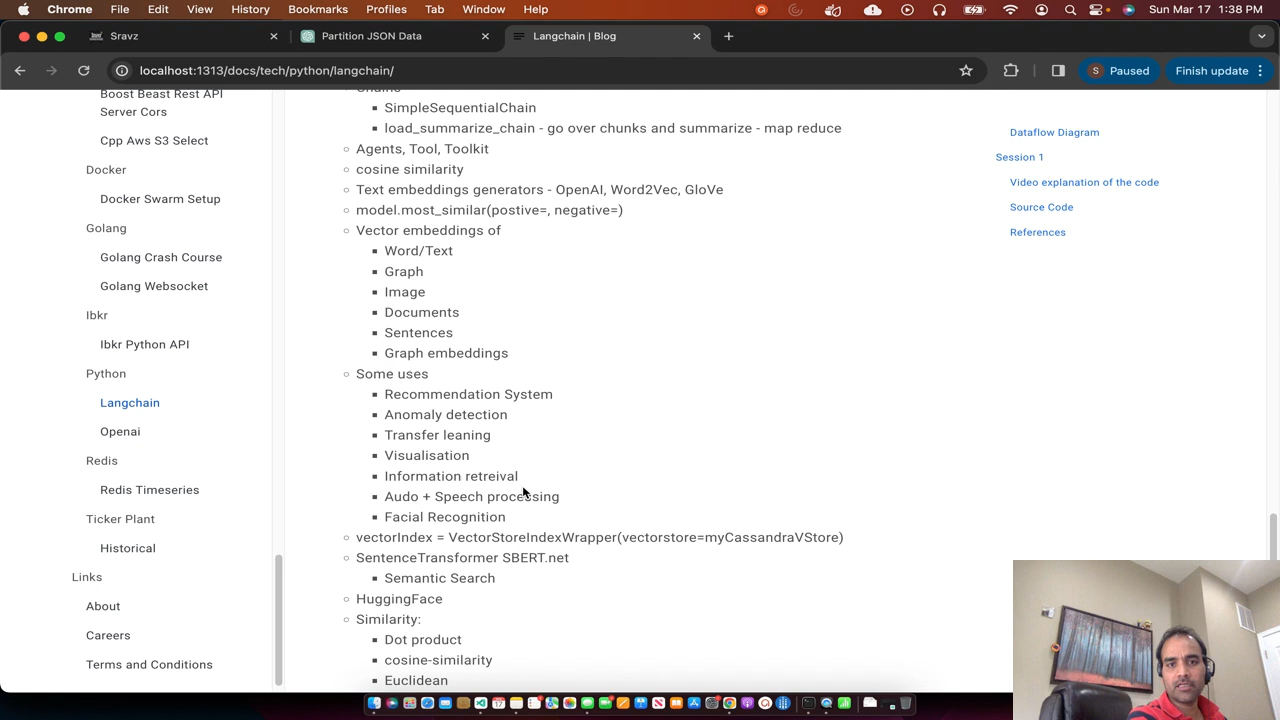 Chrome File Edit View History Bookmarks Profiles Tab Window Help Sun Mar 17 1:38 PM
Sravz Partition JSON Data Langchain | Blog
localhost:1313/docs/tech/python/langchain/ S Paused Finish update
Boost Beast Rest API
Server Cors
Cpp Aws S3 Select
Docker
Docker Swarm Setup
Golang
Golang Crash Course
Golang Websocket
Ibkr
Ibkr Python API
Python
Langchain
Openai
Redis
Redis Timeseries
Ticker Plant
Historical
Links
About
Careers
Terms and Conditions
Chains
SimpleSequentialChain
load_summarize_chain - go over chunks and summarize - map reduce
Agents, Tool, Toolkit
cosine similarity
Text embeddings generators - OpenAI, Word2Vec, GloVe
model.most_similar(postive=, negative=)
Vector embeddings of
Word/Text
Graph
Image
Documents
Sentences
Graph embeddings
Some uses
Recommendation System
Anomaly detection
Transfer leaning
Visualisation
Information retreival
Audo + Speech processing
Facial Recognition
vectorIndex = VectorStoreIndexWrapper(vectorstore=myCassandraVStore)
SentenceTransformer SBERT.net
Semantic Search
HuggingFace
Similarity:
Dot product
cosine-similarity
Euclidean
Dataflow Diagram
Session 1
Video explanation of the code
Source Code
References